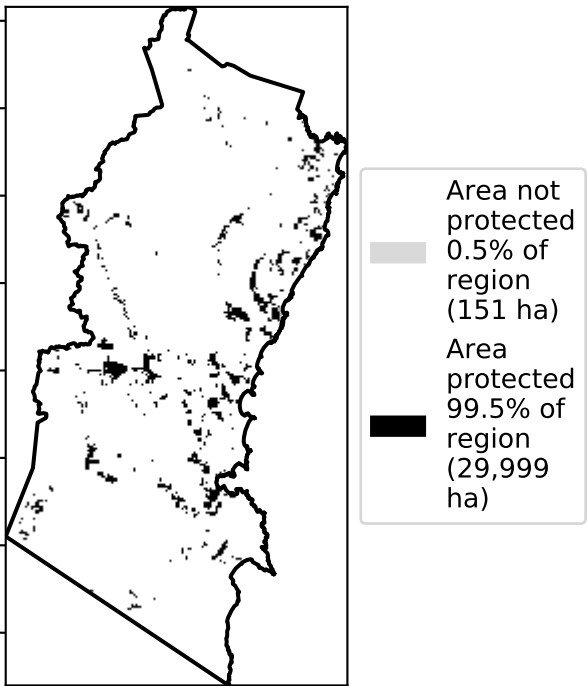 Area not
protected
0.5% of
region
(151 ha)
Area
protected
99.5% of
region
(29,999
ha)